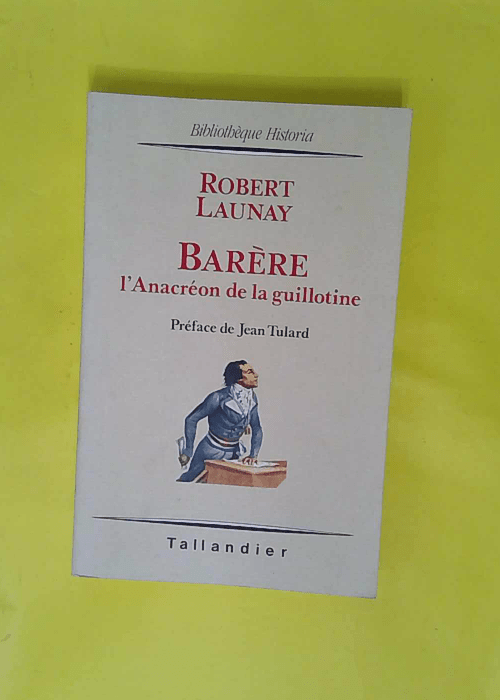 Bibliothèque Historia
ROBERT
LAUNAY
BARÈRE
l'Anacréon de la guillotine
Préface de Jean Tulard
Tallandier